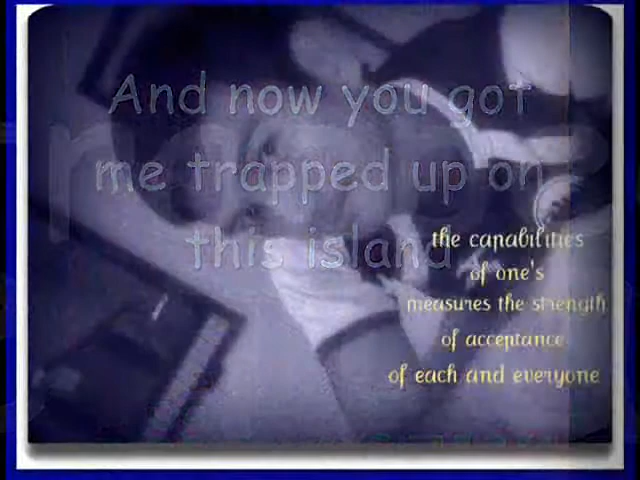 And now you got
me trapped up on
this island
the capabilities
of one's
measures the strength
of acceptance
of each and everyone